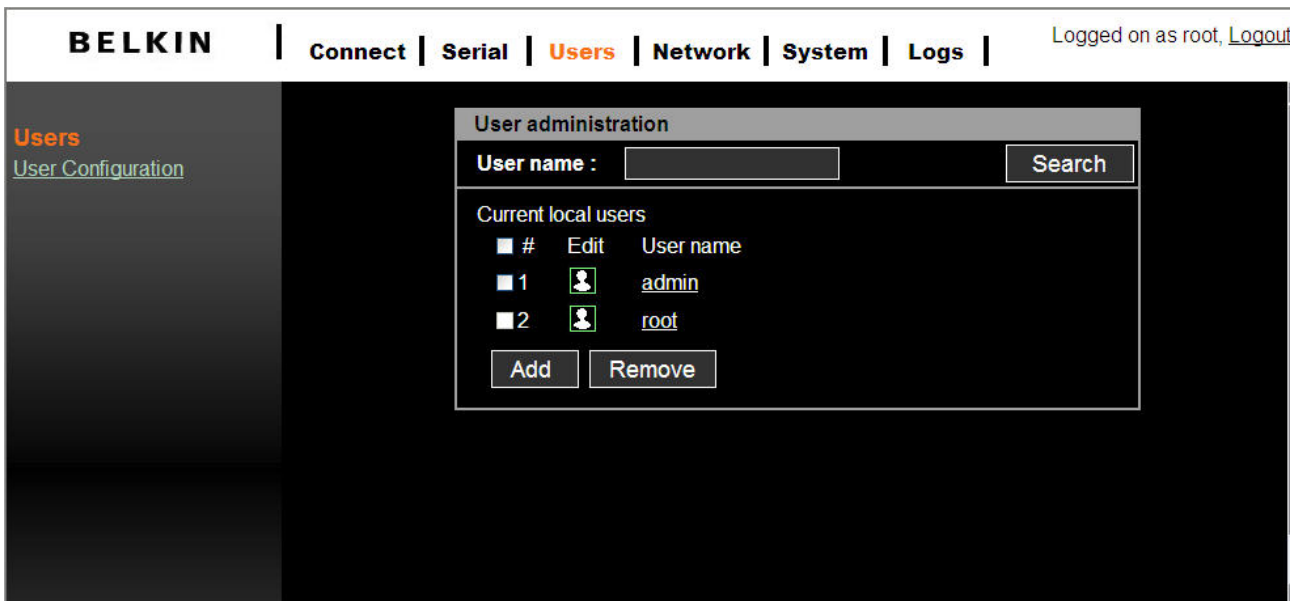 BELKIN
Connect | Serial | Users | Network | System | Logs |
Logged on as root, Logout
Users
User Configuration
User administration
User name :
Search
Current local users
# Edit User name
1 admin
2 root
Add Remove